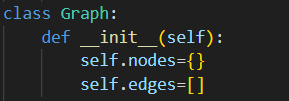 class Graph:
    def __init__(self):
        self.nodes={}
        self.edges=[]